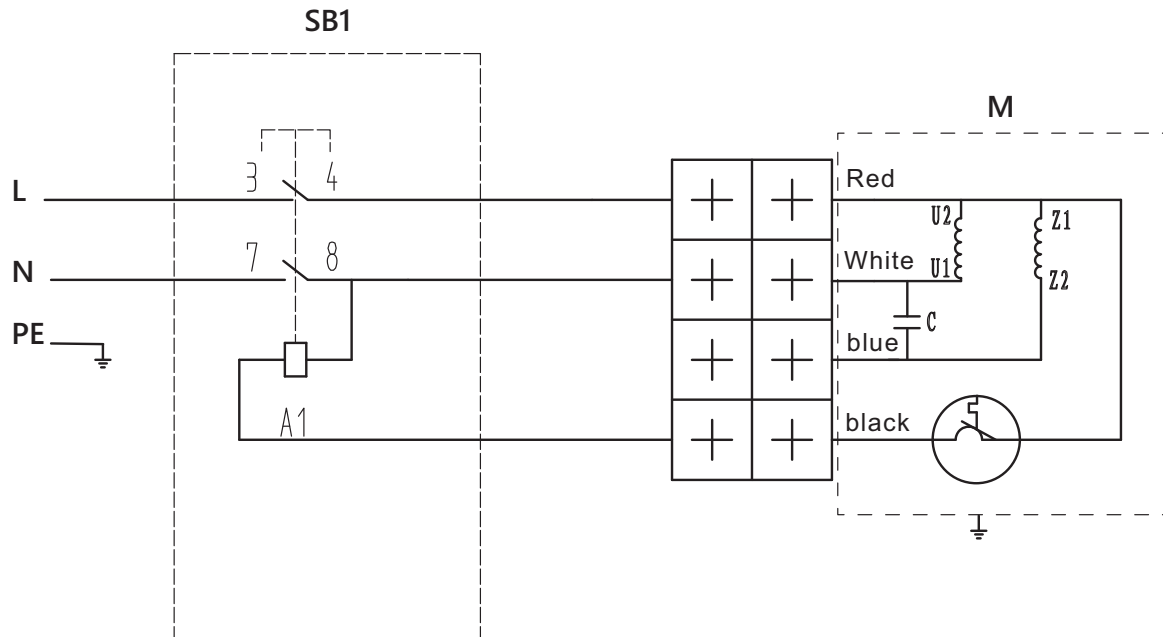 SB1
M
3 4
L
Red
U2 Z1
7 8
White
N
U1 Z2
PE
C
blue
A1
black